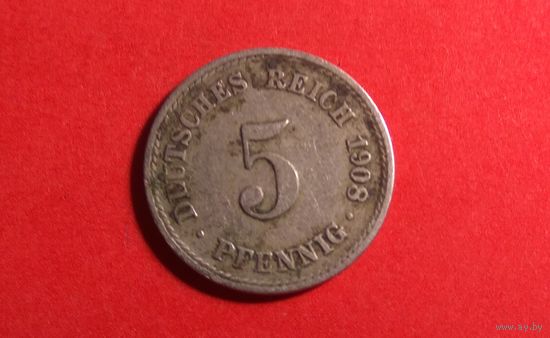 DEUTSCHES REICH 1908
5
· PFENNIG ·
www.ay.by